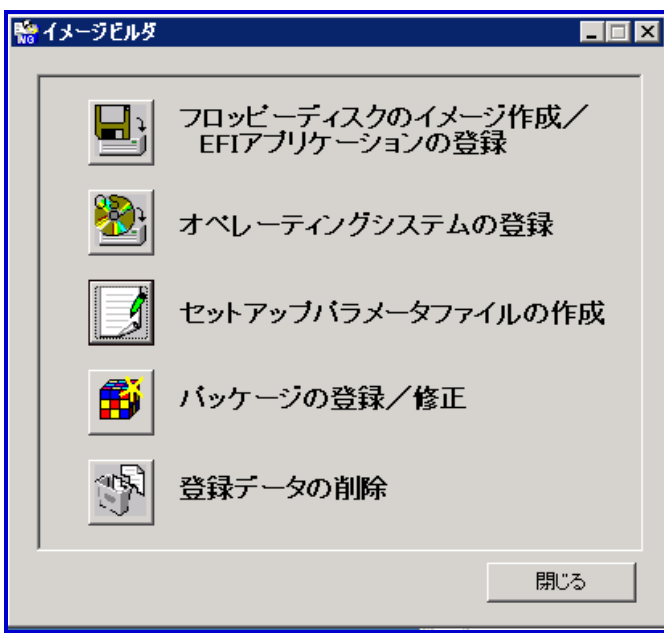 NG イメージビルダ
フロッピーディスクのイメージ作成／
EFIアプリケーションの登録
オペレーティングシステムの登録
セットアップパラメータファイルの作成
パッケージの登録／修正
登録データの削除
閉じる